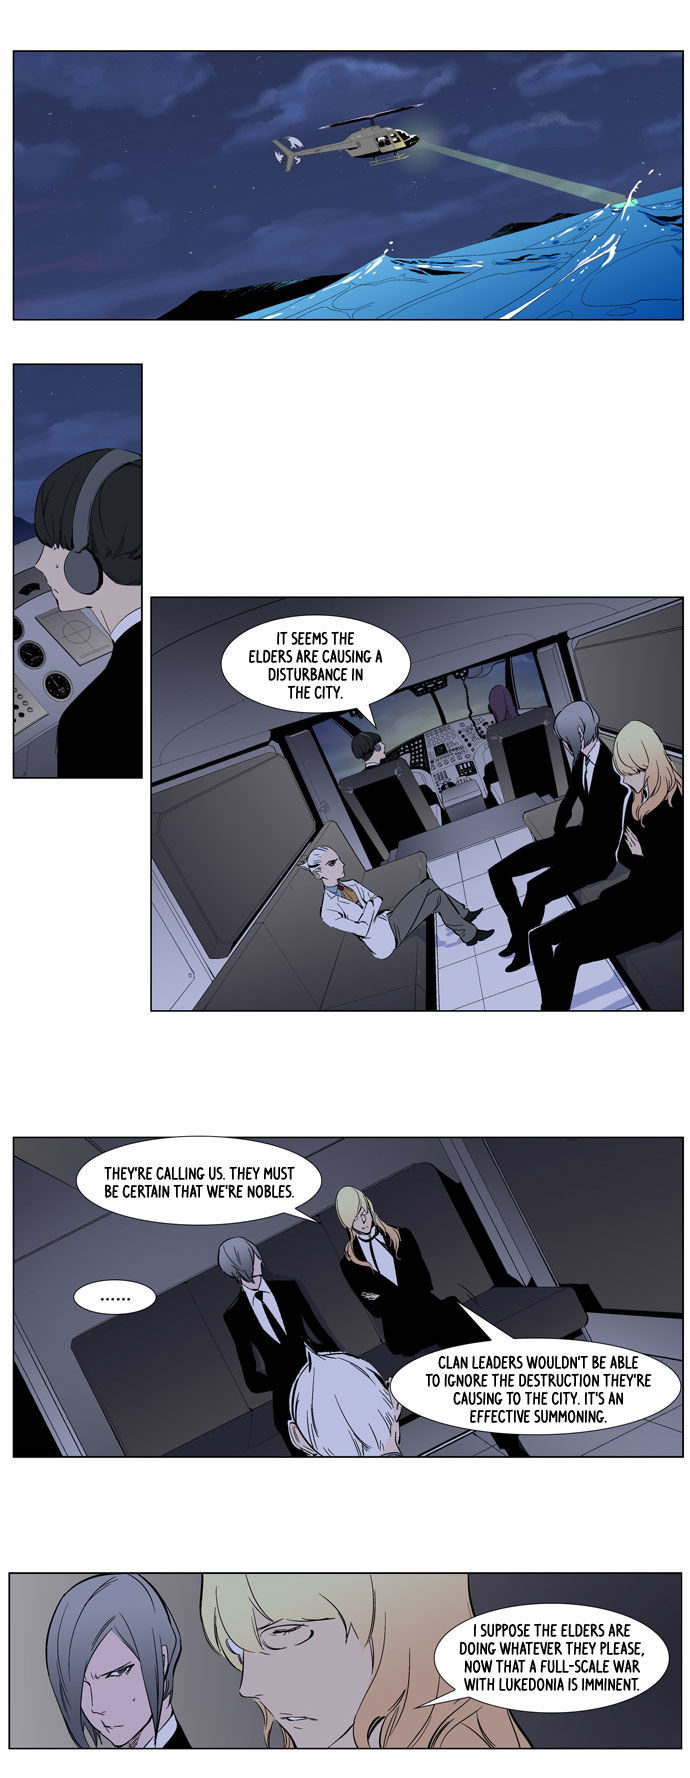 IT SEEMS THE
ELDERS ARE CAUSING A
DISTURBANCE IN
THE CITY.
THEY'RE CALLING US. THEY MUST
BE CERTAIN THAT WE'RE NOBLES.
......
CLAN LEADERS WOULDN'T BE ABLE
TO IGNORE THE DESTRUCTION THEY'RE
CAUSING TO THE CITY. IT'S AN
EFFECTIVE SUMMONING.
I SUPPOSE THE ELDERS ARE
DOING WHATEVER THEY PLEASE,
NOW THAT A FULL-SCALE WAR
WITH LUKEDONIA IS IMMINENT.